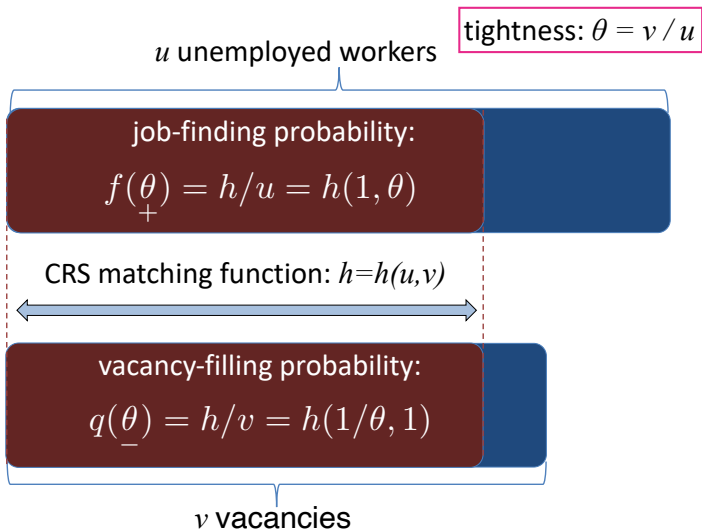 tightness: θ = v / u
u unemployed workers
job-finding probability:
f(θ) = h/u = h(1, θ)
+
CRS matching function: h=h(u,v)
vacancy-filling probability:
q(θ) = h/v = h(1/θ, 1)
−
v vacancies